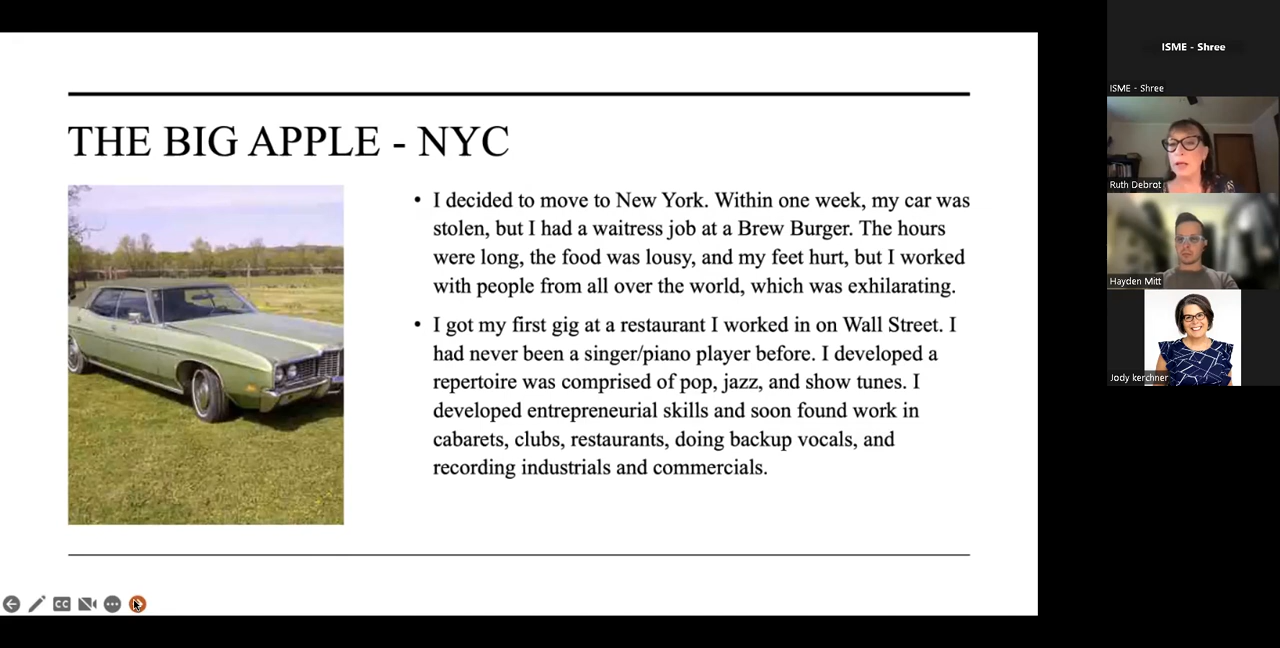 THE BIG APPLE - NYC
• I decided to move to New York. Within one week, my car was
stolen, but I had a waitress job at a Brew Burger. The hours
were long, the food was lousy, and my feet hurt, but I worked
with people from all over the world, which was exhilarating.
• I got my first gig at a restaurant I worked in on Wall Street. I
had never been a singer/piano player before. I developed a
repertoire was comprised of pop, jazz, and show tunes. I
developed entrepreneurial skills and soon found work in
cabarets, clubs, restaurants, doing backup vocals, and
recording industrials and commercials.
CC
ISME - Shree
ISME - Shree
Ruth Debrot
Hayden Mitt
Jody kerchner